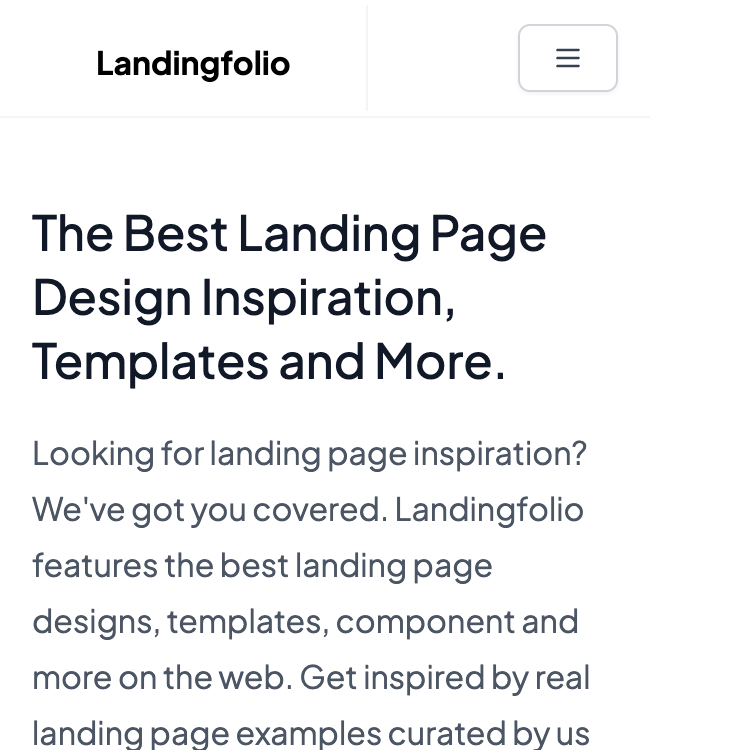 Landingfolio
The Best Landing Page
Design Inspiration,
Templates and More.
Looking for landing page inspiration?
We've got you covered. Landingfolio
features the best landing page
designs, templates, component and
more on the web. Get inspired by real
landing page examples curated by us